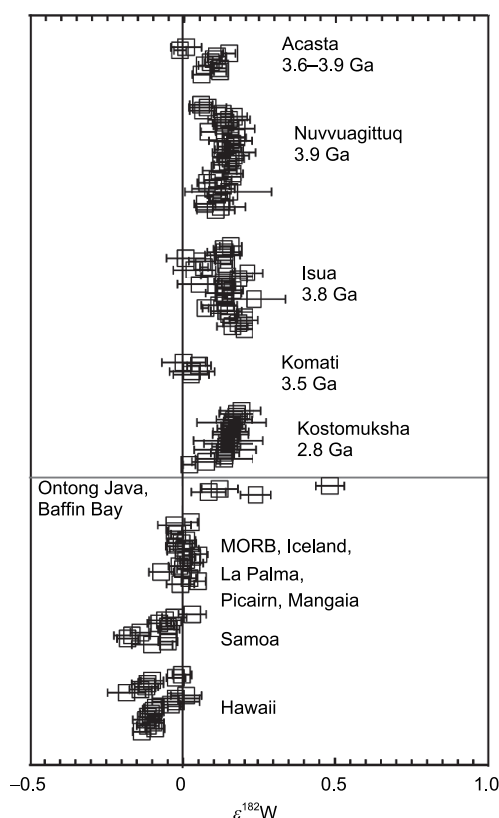 Acasta
3.6–3.9 Ga
Nuvvuagittuq
3.9 Ga
Isua
3.8 Ga
Komati
3.5 Ga
Kostomuksha
2.8 Ga
Ontong Java,
Baffin Bay
MORB, Iceland,
La Palma,
Picairn, Mangaia
Samoa
Hawaii
−0.5 0 0.5 1.0
ε¹⁸²W